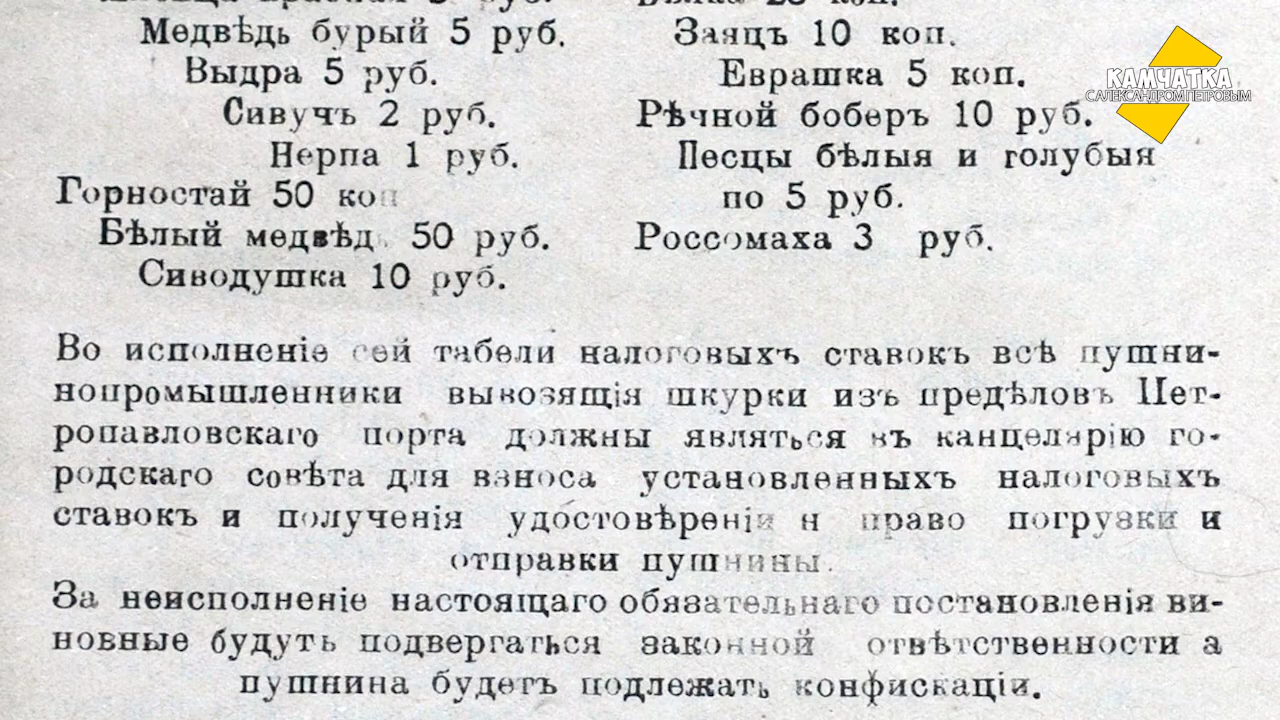 Медвѣдь бурый 5 руб.
Выдра 5 руб.
Сивучъ 2 руб.
Нерпа 1 руб.
Горностай 50 коп
Бѣлый медвѣд. 50 руб.
Сиводушка 10 руб.
Заяцъ 10 коп.
Еврашка 5 коп.
Рѣчной боберъ 10 руб.
Песцы бѣлыя и голубыя
по 5 руб.
Россомаха 3 руб.
КАМЧАТКА
С АЛЕКСАНДРОМ ПЕТРОВЫМ
Во исполненіе сей табели налоговыхъ ставокъ всѣ пушни-
нопромышленники вывозящія шкурки изъ предѣловъ Пет-
ропавловскаго порта должны являться въ канцелярію го-
родскаго совѣта для взноса установленныхъ налоговыхъ
ставокъ и полученія удостовѣреніи н право погрузки и
отправки пушнины.
За неисполненіе настоящаго обязательнаго постановленія ви-
новные будуть подвергаться законной отвѣтственности а
пушнина будетъ подлежать конфискаціи.